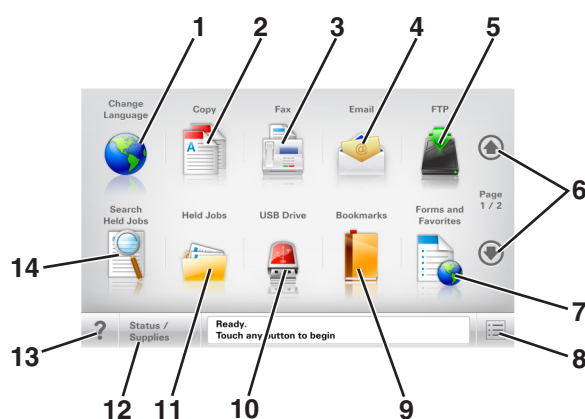 1 2 3 4 5
Change
Language
Copy
Fax
Email
FTP
A
@
6
Page
1 / 2
Search
Held Jobs
Held Jobs
USB Drive
Bookmarks
Forms and
Favorites
14
7
?
Status /
Supplies
Ready.
Touch any button to begin
13 12 11 10 9 8